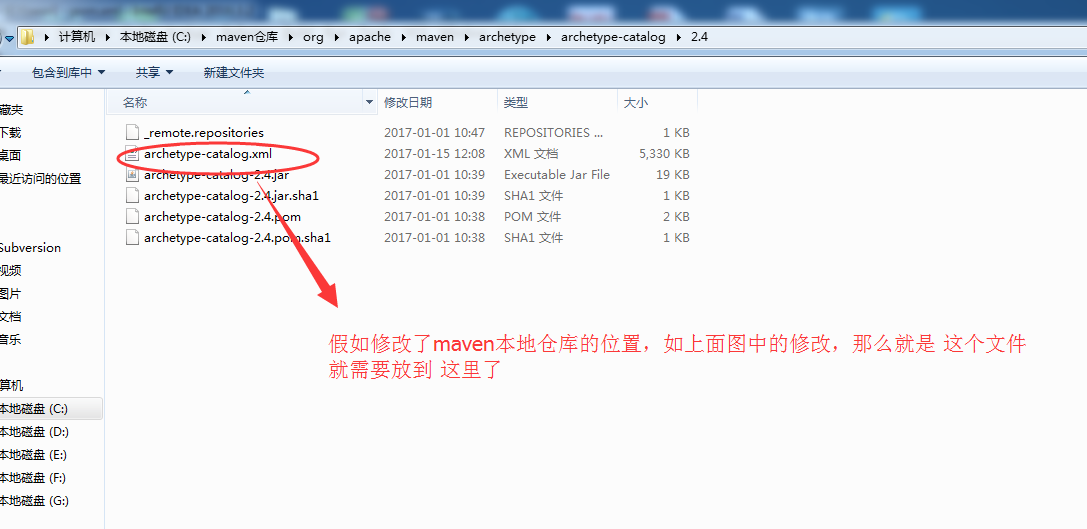 计算机 本地磁盘 (C:) maven仓库 org apache maven archetype archetype-catalog 2.4
包含到库中 共享 新建文件夹
名称 修改日期 类型 大小
_remote.repositories 2017-01-01 10:47 REPOSITORIES ... 1 KB
archetype-catalog.xml 2017-01-15 12:08 XML 文档 5,330 KB
archetype-catalog-2.4.jar 2017-01-01 10:39 Executable Jar File 19 KB
archetype-catalog-2.4.jar.sha1 2017-01-01 10:39 SHA1 文件 1 KB
archetype-catalog-2.4.pom 2017-01-01 10:38 POM 文件 2 KB
archetype-catalog-2.4.pom.sha1 2017-01-01 10:38 SHA1 文件 1 KB
藏夹
下载
桌面
最近访问的位置
Subversion
视频
图片
文档
音乐
算机
本地磁盘 (C:)
本地磁盘 (D:)
本地磁盘 (E:)
本地磁盘 (F:)
本地磁盘 (G:)
假如修改了maven本地仓库的位置，如上面图中的修改，那么就是 这个文件
就需要放到 这里了